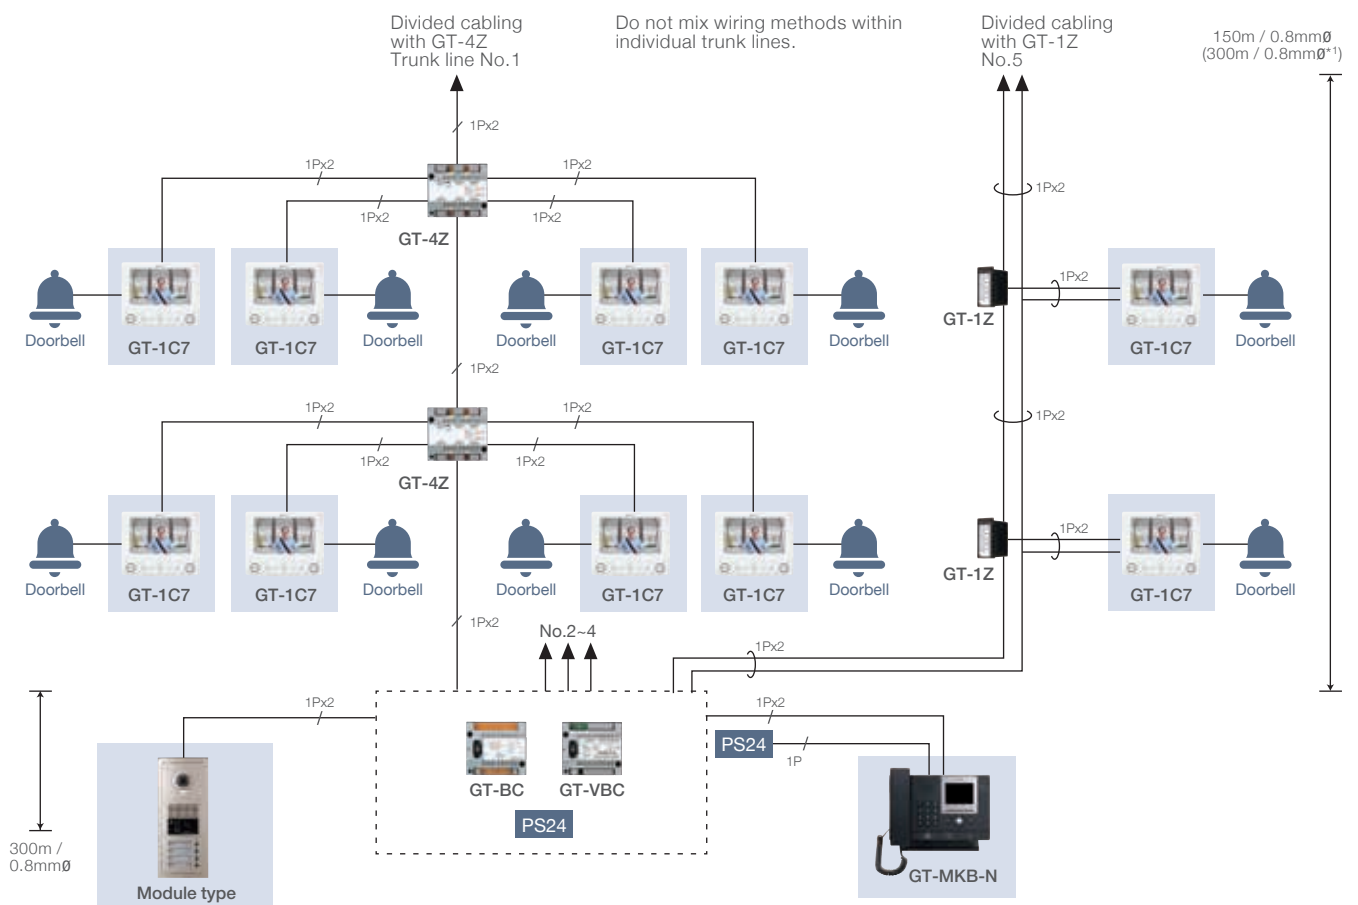 Divided cabling
with GT-4Z
Trunk line No.1
Do not mix wiring methods within
individual trunk lines.
Divided cabling
with GT-1Z
No.5
150m / 0.8mmØ
(300m / 0.8mmØ*1)
1Px2
1Px2
1Px2
1Px2
1Px2
GT-4Z
1Px2
Doorbell
GT-1C7
GT-1C7
Doorbell
Doorbell
GT-1C7
GT-1C7
Doorbell
GT-1Z
1Px2
GT-1C7
Doorbell
1Px2
1Px2
1Px2
1Px2
1Px2
1Px2
GT-4Z
1Px2
Doorbell
GT-1C7
GT-1C7
Doorbell
Doorbell
GT-1C7
GT-1C7
Doorbell
GT-1Z
1Px2
GT-1C7
Doorbell
1Px2
No.2~4
1Px2
1Px2
GT-BC
GT-VBC
PS24
1Px2
PS24
1P
GT-MKB-N
300m /
0.8mmØ
Module type